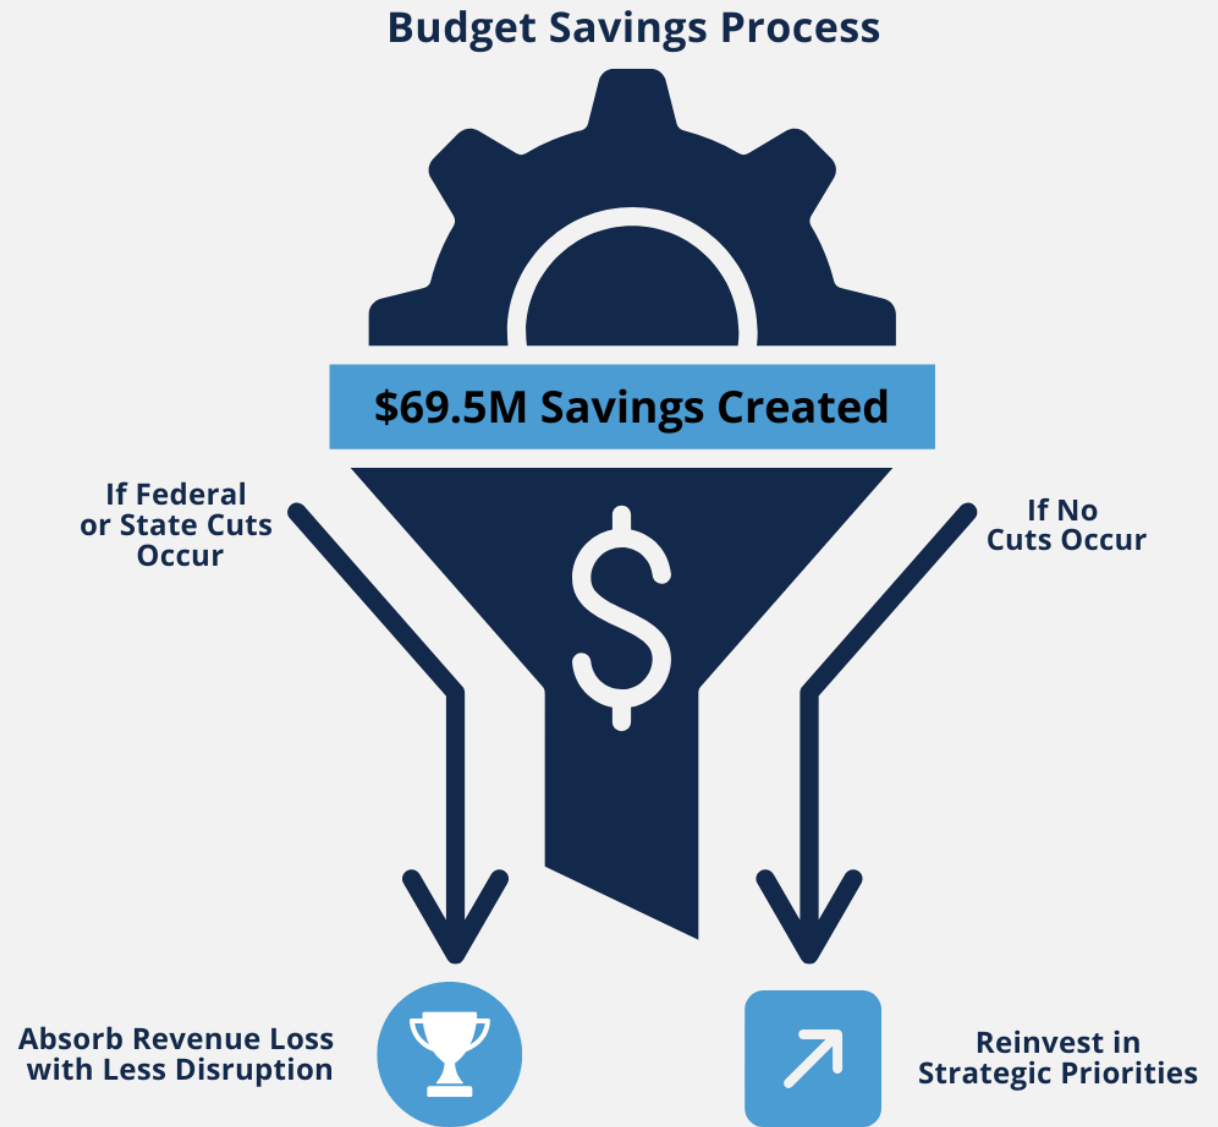 Budget Savings Process
$69.5M Savings Created
If Federal
or State Cuts
Occur
If No
Cuts Occur
Absorb Revenue Loss
with Less Disruption
Reinvest in
Strategic Priorities